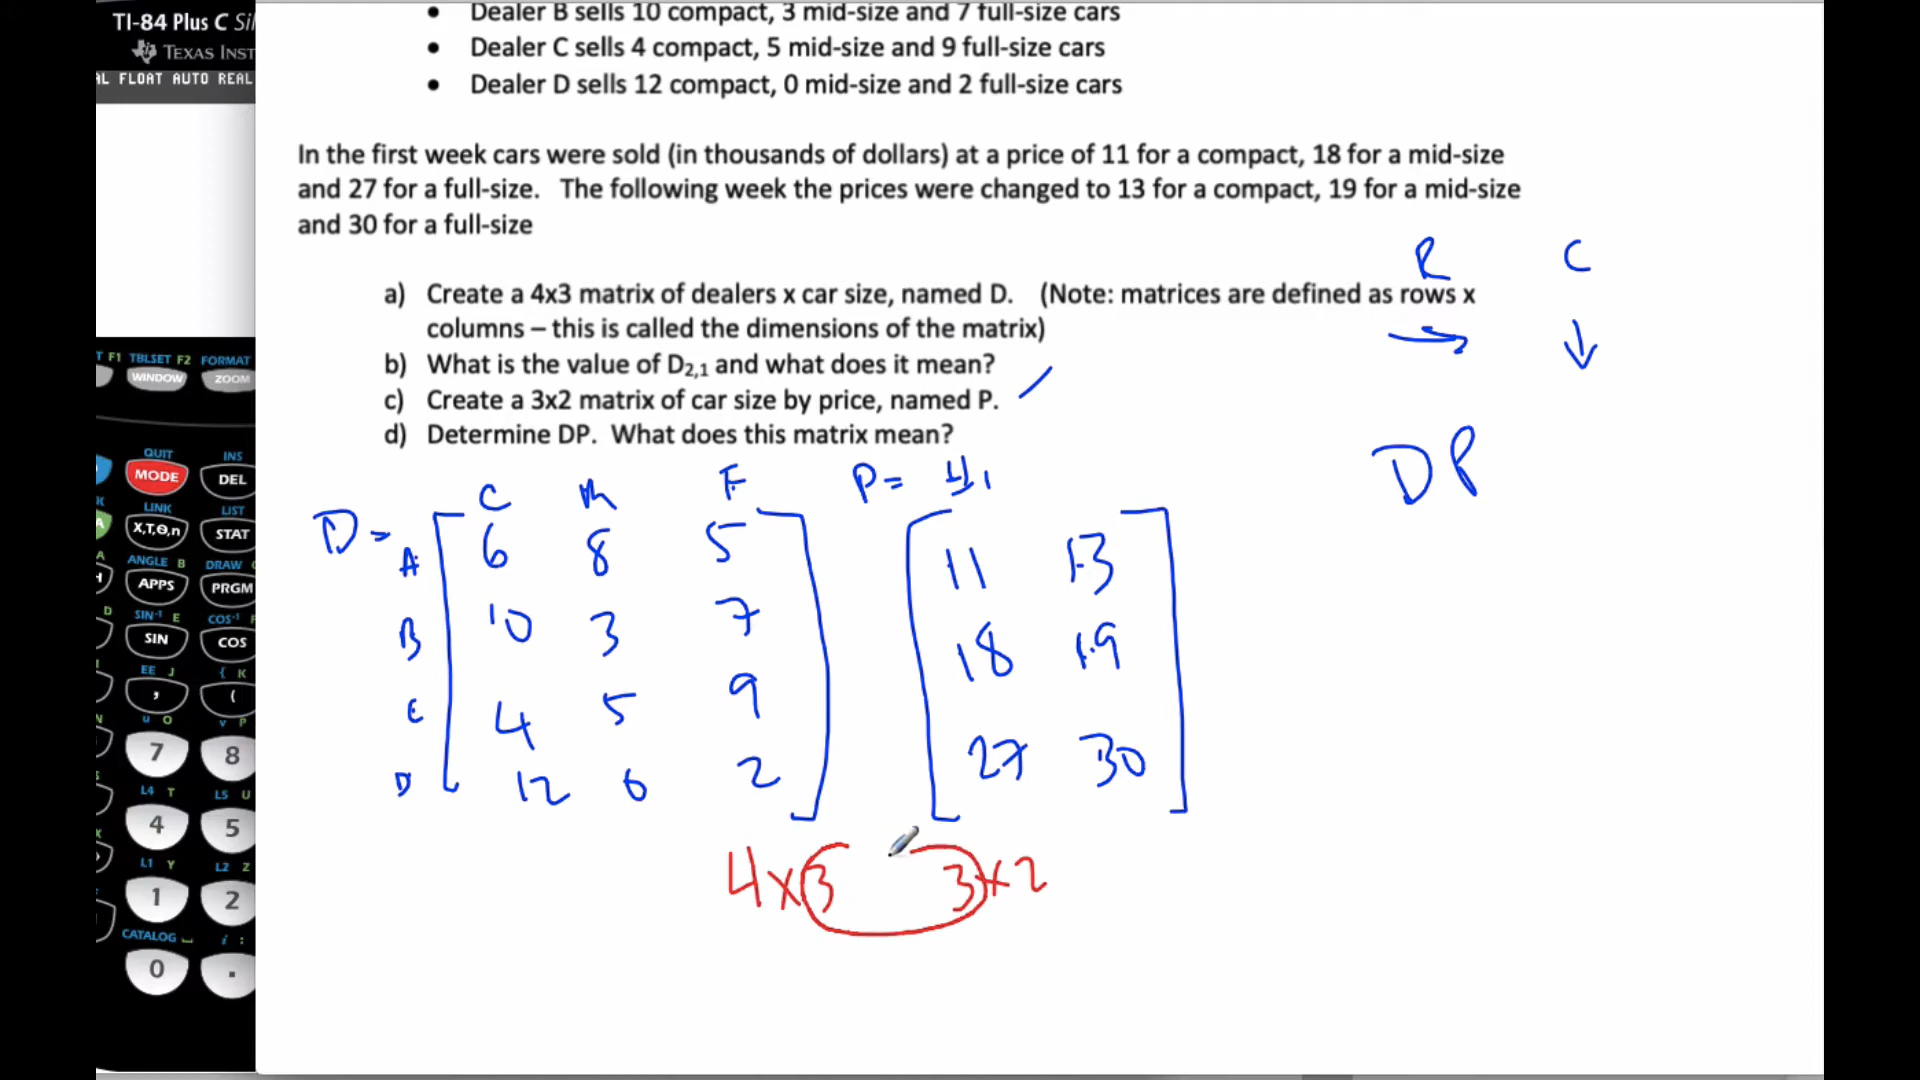 TI-84 Plus C Sil
TEXAS INST
AL FLOAT AUTO REAL
• Dealer B sells 10 compact, 3 mid-size and 7 full-size cars
• Dealer C sells 4 compact, 5 mid-size and 9 full-size cars
• Dealer D sells 12 compact, 0 mid-size and 2 full-size cars
In the first week cars were sold (in thousands of dollars) at a price of 11 for a compact, 18 for a mid-size
and 27 for a full-size. The following week the prices were changed to 13 for a compact, 19 for a mid-size
and 30 for a full-size
R C
a) Create a 4x3 matrix of dealers x car size, named D. (Note: matrices are defined as rows x
columns – this is called the dimensions of the matrix)
b) What is the value of D2,1 and what does it mean?
c) Create a 3x2 matrix of car size by price, named P.
d) Determine DP. What does this matrix mean?
DP
C M F P=
D=
A 6 8 5 11 13
B 10 3 7 18 19
C 4 5 9
D 12 0 2 27 30
4x3 3x2
T F1 TBLSET F2 FORMAT
WINDOW ZOOM
QUIT INS
MODE DEL
LINK LIST
X,T,Θ,n STAT
A ANGLE B DRAW C
H APPS PRGM
D SIN⁻¹ E COS⁻¹ F
SIN COS
EE J { K
, (
N u O v P
7 8
L4 T L5 U
4 5
L1 Y L2 Z
1 2
CATALOG i :
0 .